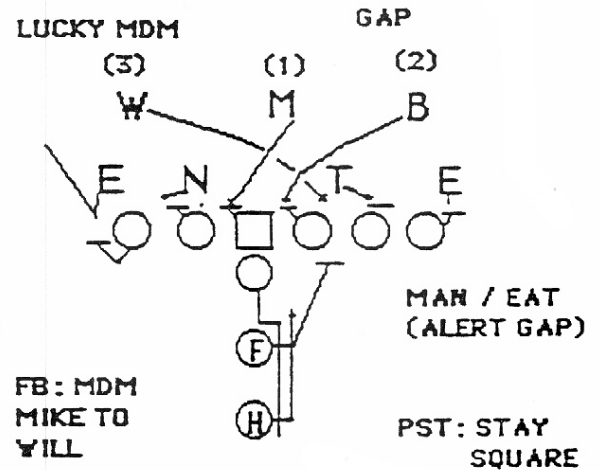 LUCKY MDM
GAP
(3) (1) (2)
W M B
E N T E
F
H
MAN / EAT
(ALERT GAP)
FB: MDM
MIKE TO
WILL
PST: STAY
SQUARE